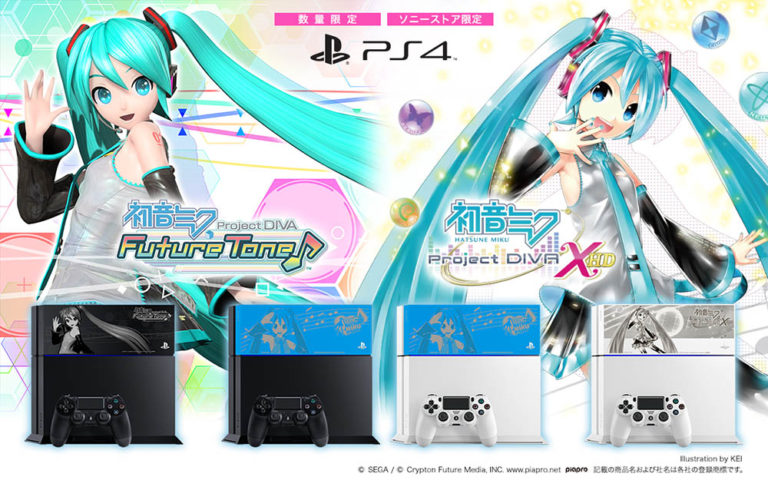 数量限定
ソニーストア限定
PS4
初音ミク
Project DIVA
Future Tone
初音ミク
HATSUNE MIKU
Project DIVA X HD
Illustration by KEI
© SEGA / © Crypton Future Media, INC. www.piapro.net piapro 記載の商品名および社名は各社の登録商標です。